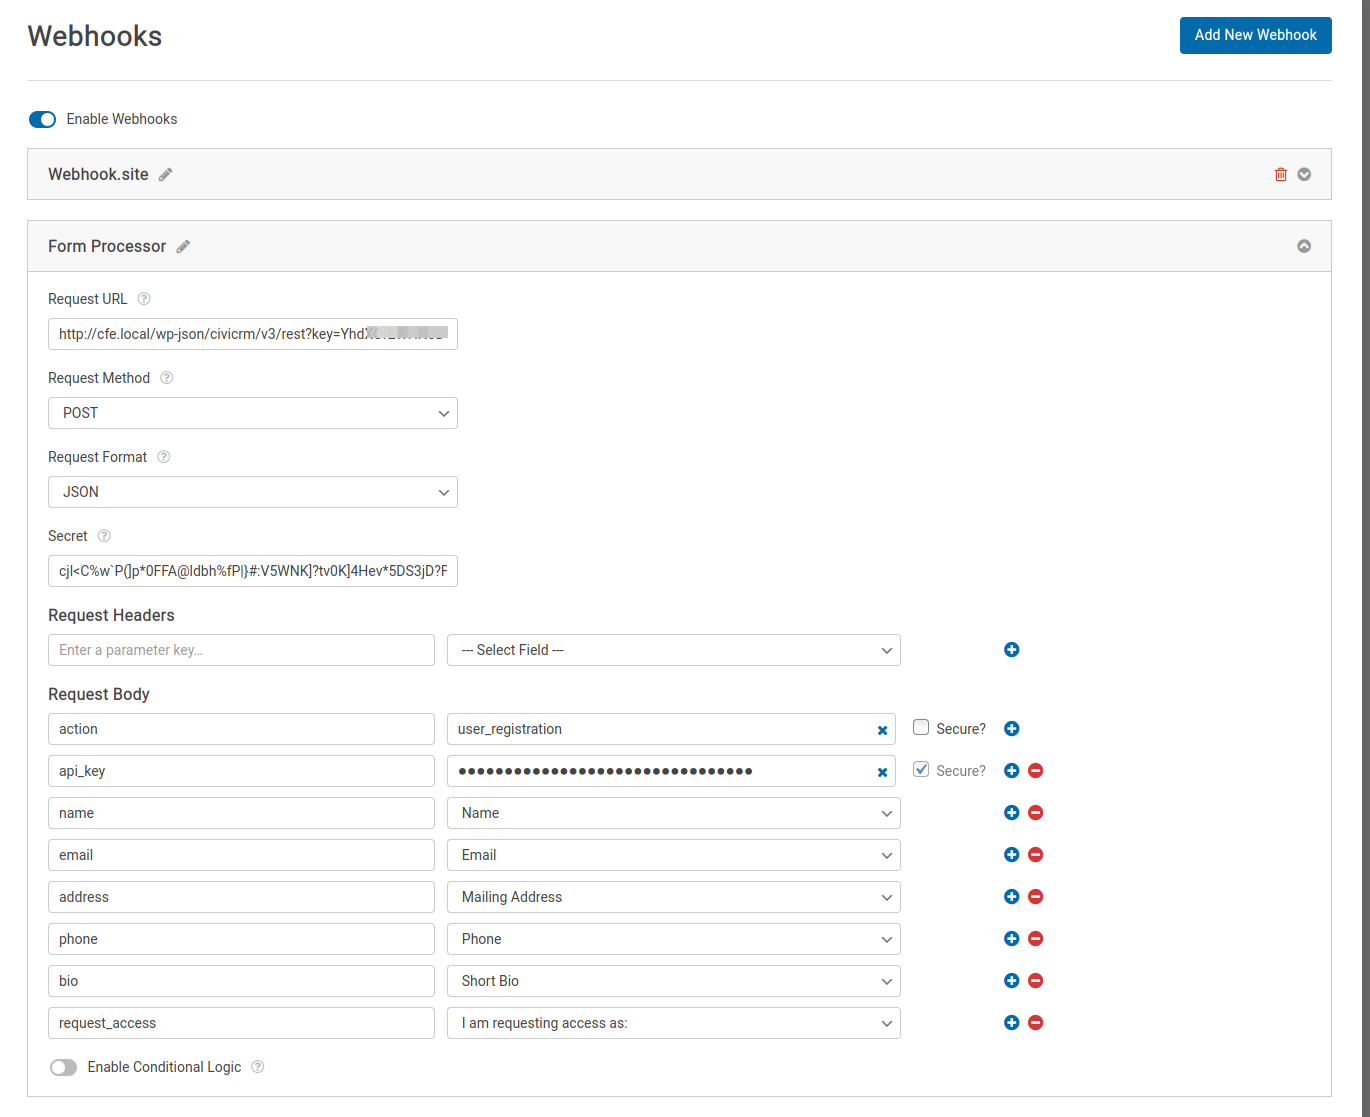 Webhooks
Add New Webhook
Enable Webhooks
Webhook.site
Form Processor
Request URL
http://cfe.local/wp-json/civicrm/v3/rest?key=Yhd
Request Method
POST
Request Format
JSON
Secret
cjl<C%w`P(]p*0FFA@ldbh%fP|}#:V5WNK]?tv0K]4Hev*5DS3jD?F
Request Headers
Enter a parameter key... --- Select Field ---
Request Body
action user_registration Secure?
api_key ●●●●●●●●●●●●●●●●●●●●●●●●●●●●●●●● Secure?
name Name
email Email
address Mailing Address
phone Phone
bio Short Bio
request_access I am requesting access as:
Enable Conditional Logic